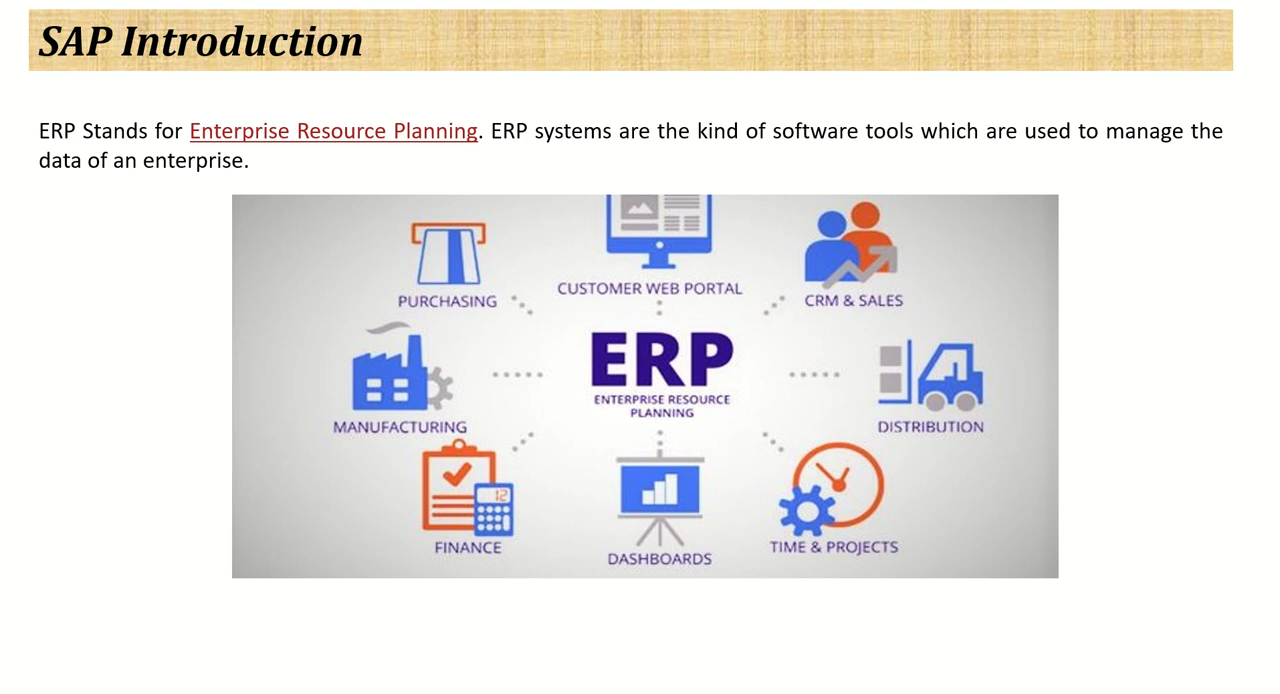 SAP Introduction
ERP Stands for Enterprise Resource Planning. ERP systems are the kind of software tools which are used to manage the
data of an enterprise.
PURCHASING
CUSTOMER WEB PORTAL
CRM & SALES
MANUFACTURING
ERP
ENTERPRISE RESOURCE
PLANNING
DISTRIBUTION
12
FINANCE
DASHBOARDS
TIME & PROJECTS